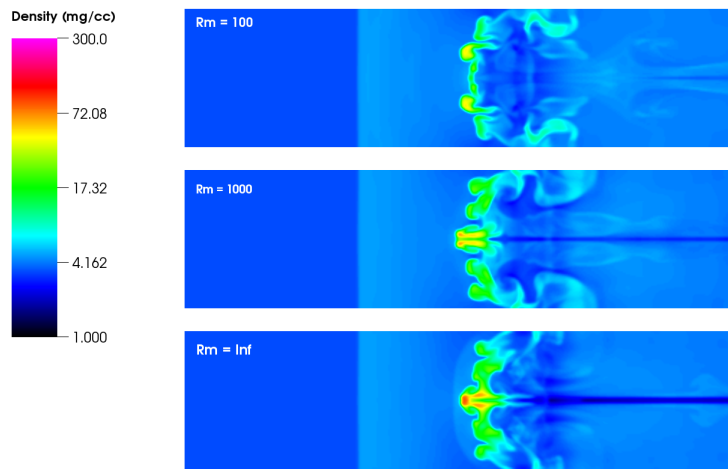 Density (mg/cc)
300.0
72.08
17.32
4.162
1.000
Rm = 100
Rm = 1000
Rm = Inf